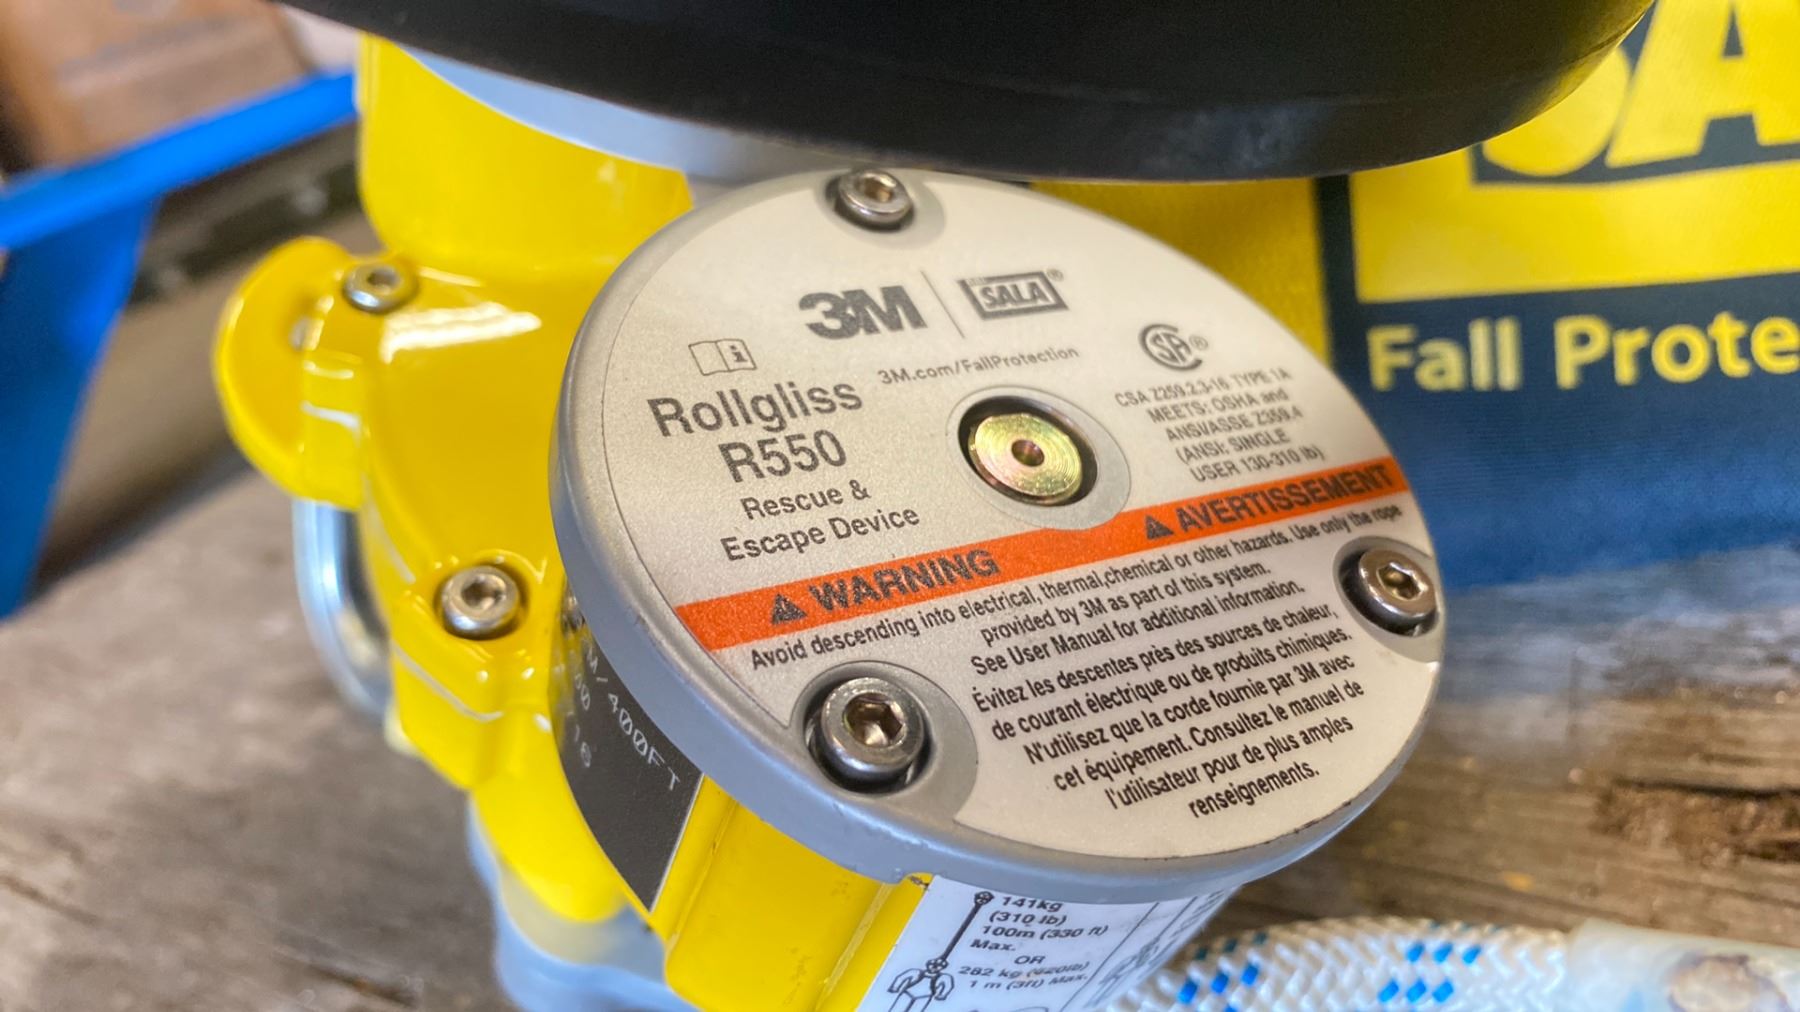 3M SALA®
3M.com/FallProtection
Rollgliss
R550
Rescue &
Escape Device
CSA®
CSA Z259.2.3-16 TYPE 1A
MEETS: OSHA and
ANSI/ASSE Z359.4
(ANSI: SINGLE
USER 130-310 lb)
WARNING AVERTISSEMENT
Avoid descending into electrical, thermal,chemical or other hazards. Use only the rope
provided by 3M as part of this system.
See User Manual for additional information.
Évitez les descentes près des sources de chaleur,
de courant électrique ou de produits chimiques.
N'utilisez que la corde fournie par 3M avec
cet équipement. Consultez le manuel de
l'utilisateur pour de plus amples
renseignements.
/400FT
16
141kg
(310 lb)
100m (330 ft)
Max.
OR
282 kg (620lb)
1 m (3ft) Max.
SA
Fall Prote